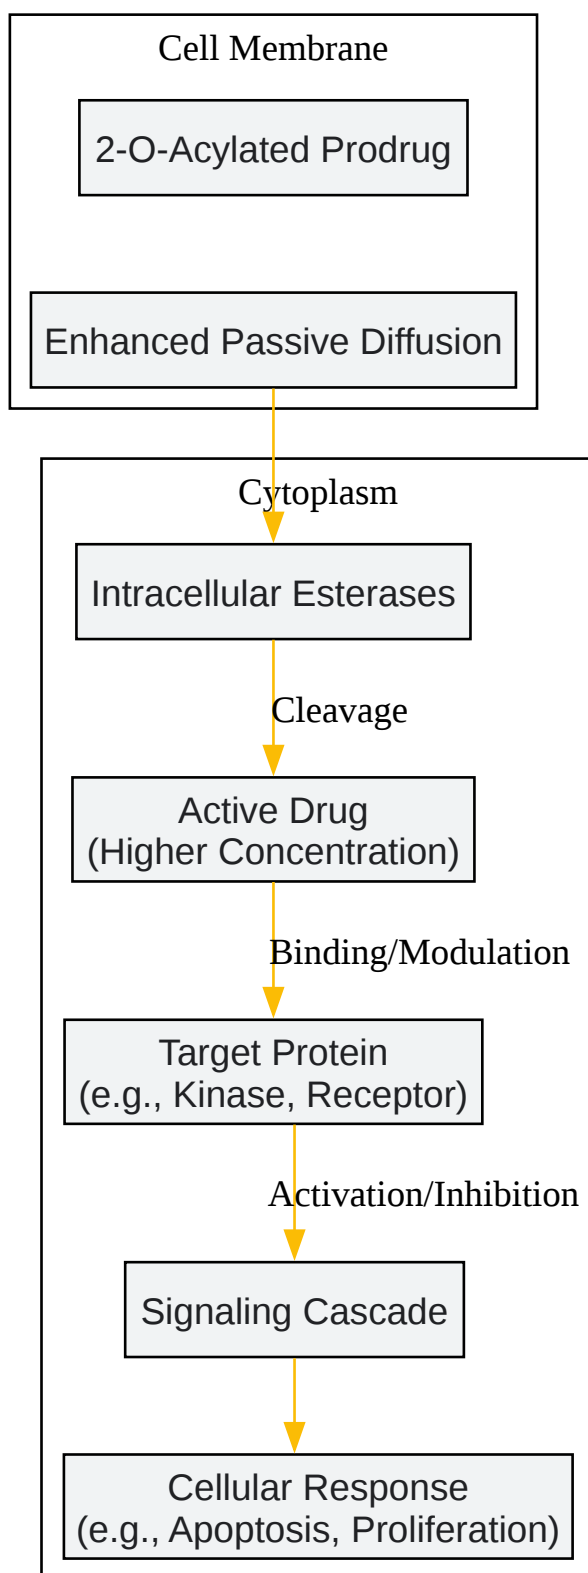 Cell Membrane
2-O-Acylated Prodrug
Enhanced Passive Diffusion
Cytoplasm
Intracellular Esterases
Cleavage
Active Drug
(Higher Concentration)
Binding/Modulation
Target Protein
(e.g., Kinase, Receptor)
Activation/Inhibition
Signaling Cascade
Cellular Response
(e.g., Apoptosis, Proliferation)